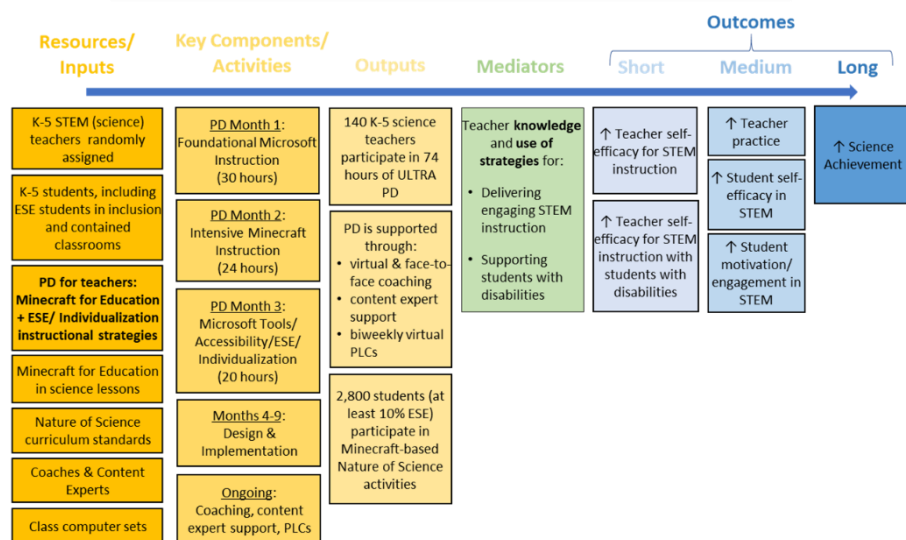 Outcomes
Resources/
Inputs
Key Components/
Activities
Outputs
Mediators
Short
Medium
Long
K-5 STEM (science)
teachers randomly
assigned
K-5 students, including
ESE students in inclusion
and contained
classrooms
PD for teachers:
Minecraft for Education
+ ESE/ Individualization
instructional strategies
Minecraft for Education
in science lessons
Nature of Science
curriculum standards
Coaches & Content
Experts
Class computer sets
PD Month 1:
Foundational Microsoft
Instruction
(30 hours)
PD Month 2:
Intensive Minecraft
Instruction
(24 hours)
PD Month 3:
Microsoft Tools/
Accessibility/ESE/
Individualization
(20 hours)
Months 4-9:
Design &
Implementation
Ongoing:
Coaching, content
expert support, PLCs
140 K-5 science
teachers
participate in 74
hours of ULTRA
PD
PD is supported
through:
• virtual & face-to-
face coaching
• content expert
support
• biweekly virtual
PLCs
2,800 students (at
least 10% ESE)
participate in
Minecraft-based
Nature of Science
activities
Teacher knowledge
and use of
strategies for:
• Delivering
engaging STEM
instruction
• Supporting
students with
disabilities
↑ Teacher self-
efficacy for STEM
instruction
↑ Teacher self-
efficacy for STEM
instruction with
students with
disabilities
↑ Teacher
practice
↑ Student self-
efficacy in
STEM
↑ Student
motivation/
engagement in
STEM
↑ Science
Achievement